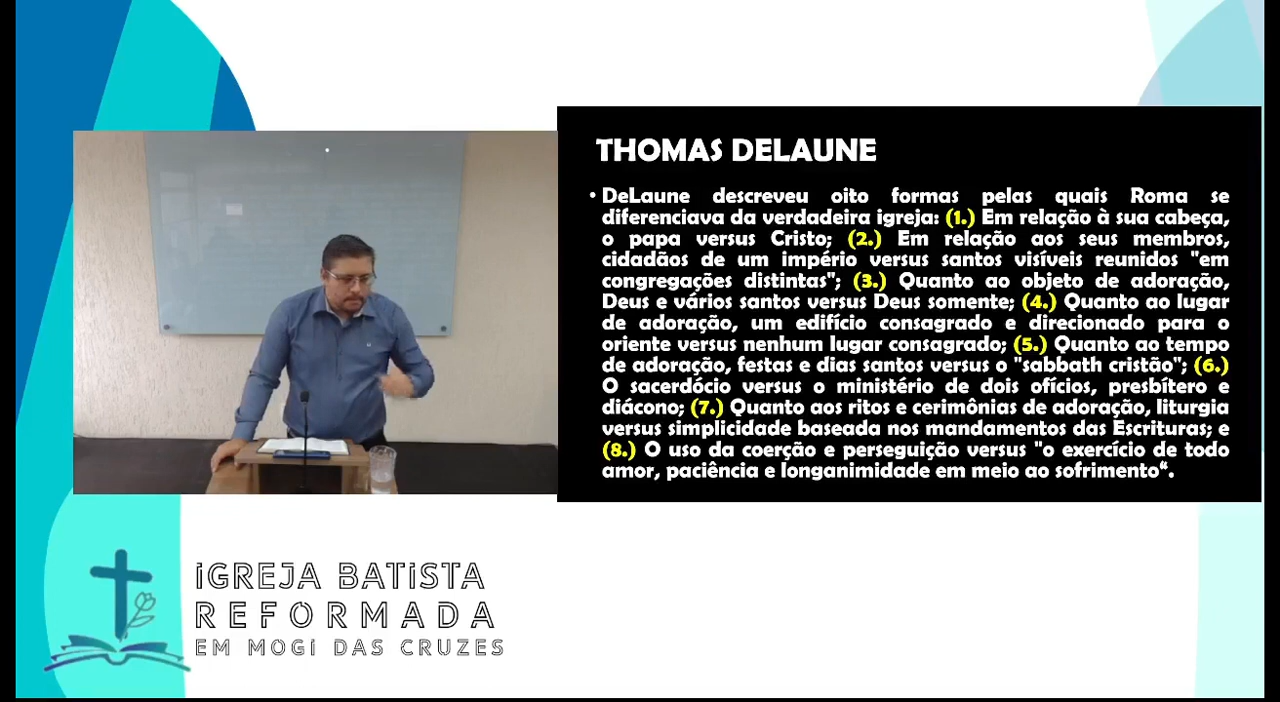 THOMAS DELAUNE
• DeLaune descreveu oito formas pelas quais Roma se
diferenciava da verdadeira igreja: (1.) Em relação à sua cabeça,
o papa versus Cristo; (2.) Em relação aos seus membros,
cidadãos de um império versus santos visíveis reunidos "em
congregações distintas"; (3.) Quanto ao objeto de adoração,
Deus e vários santos versus Deus somente; (4.) Quanto ao lugar
de adoração, um edifício consagrado e direcionado para o
oriente versus nenhum lugar consagrado; (5.) Quanto ao tempo
de adoração, festas e dias santos versus o "sabbath cristão"; (6.)
O sacerdócio versus o ministério de dois ofícios, presbítero e
diácono; (7.) Quanto aos ritos e cerimônias de adoração, liturgia
versus simplicidade baseada nos mandamentos das Escrituras; e
(8.) O uso da coerção e perseguição versus "o exercício de todo
amor, paciência e longanimidade em meio ao sofrimento“.
IGREJA BATISTA
REFORMADA
EM MOGI DAS CRUZES